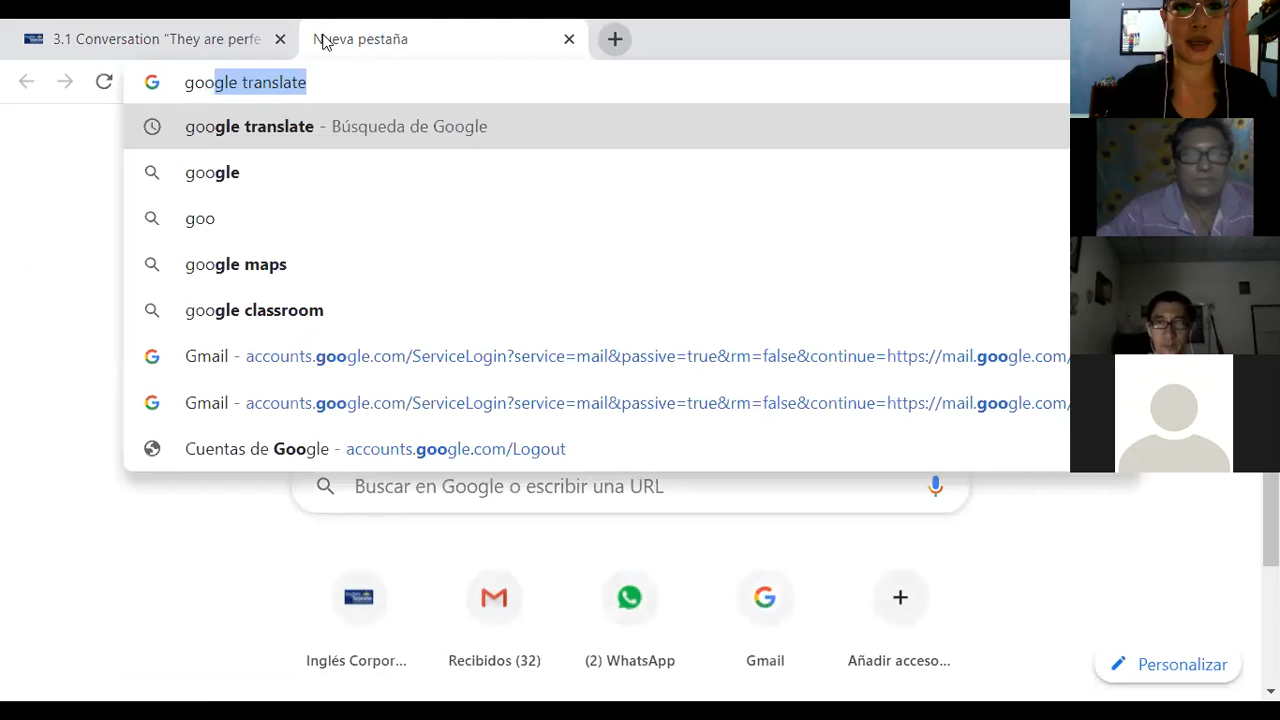 3.1 Conversation "They are perfe
Nueva pestaña
google translate
google translate - Búsqueda de Google
google
goo
google maps
google classroom
Gmail - accounts.google.com/ServiceLogin?service=mail&passive=true&rm=false&continue=https://mail.google.com/
Gmail - accounts.google.com/ServiceLogin?service=mail&passive=true&rm=false&continue=https://mail.google.com/
Cuentas de Google - accounts.google.com/Logout
Buscar en Google o escribir una URL
Inglés Corpor...
Recibidos (32)
(2) WhatsApp
Gmail
Añadir acceso...
Personalizar